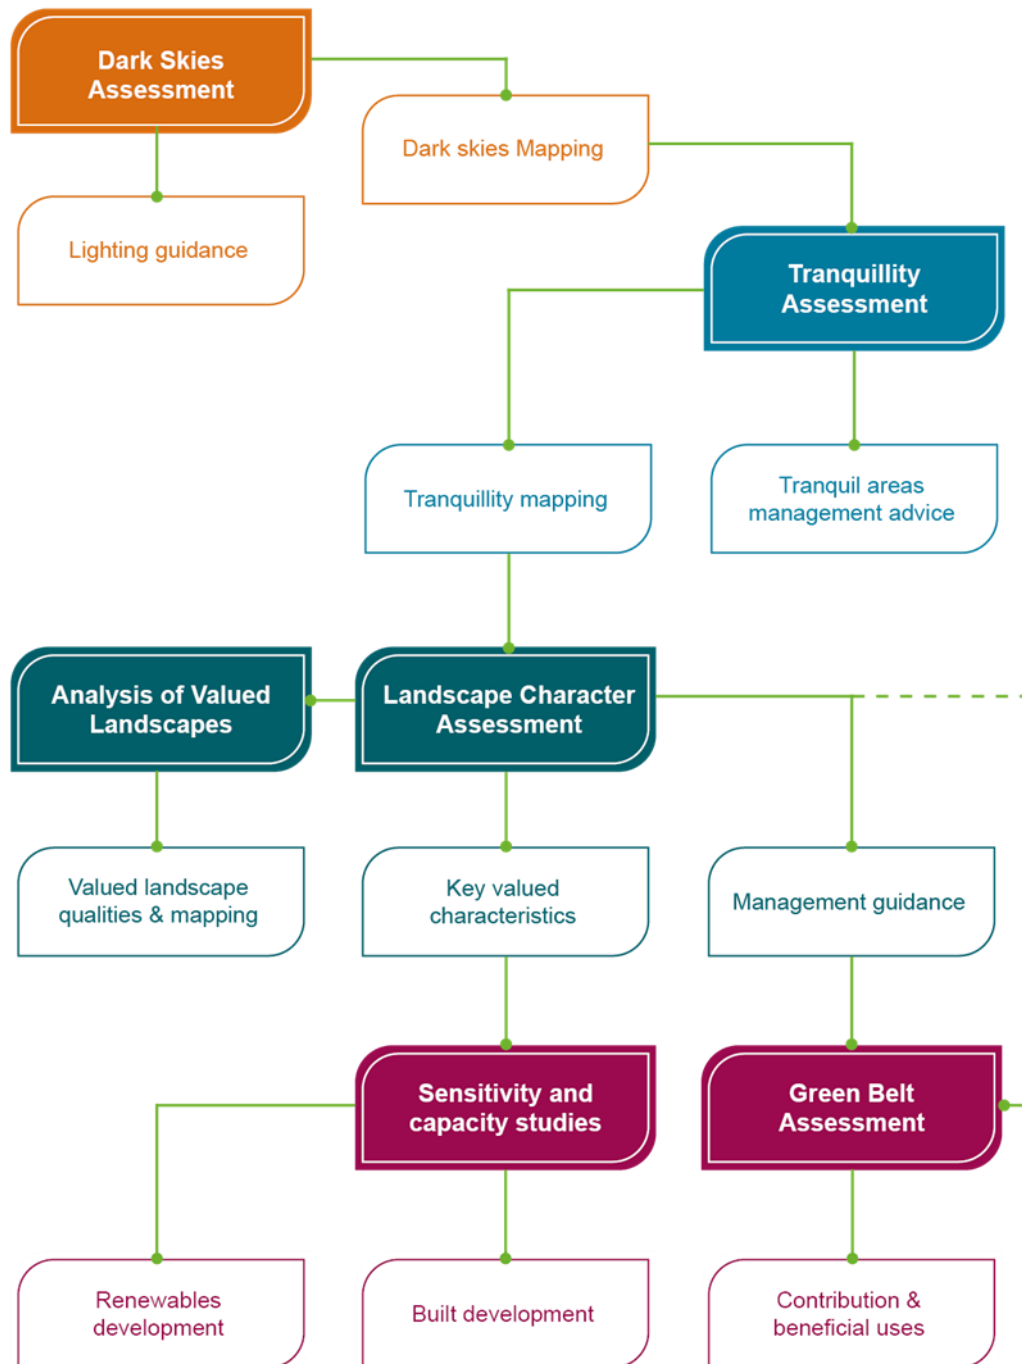 Dark Skies
Assessment
Dark skies Mapping
Lighting guidance
Tranquillity
Assessment
Tranquillity mapping
Tranquil areas
management advice
Analysis of Valued
Landscapes
Landscape Character
Assessment
Valued landscape
qualities & mapping
Key valued
characteristics
Management guidance
Sensitivity and
capacity studies
Green Belt
Assessment
Renewables
development
Built development
Contribution &
beneficial uses